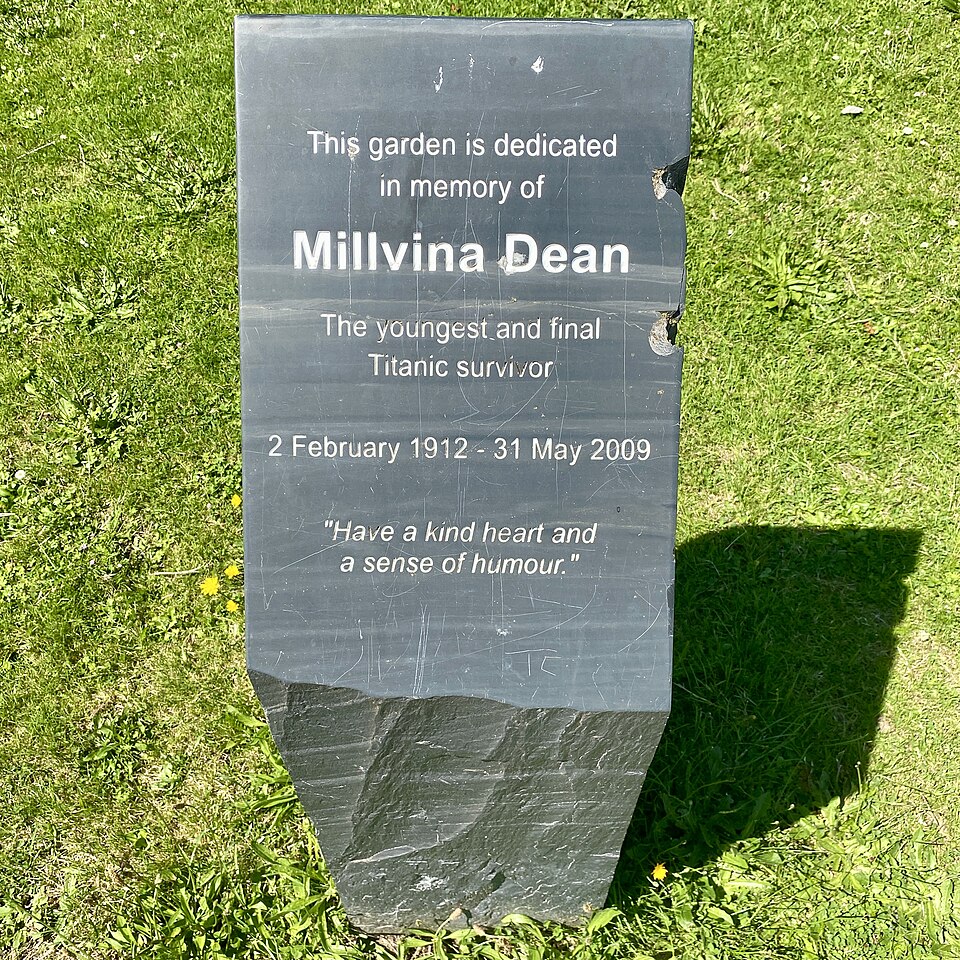 This garden is dedicated
in memory of
Millvina Dean
The youngest and final
Titanic survivor
2 February 1912 - 31 May 2009
"Have a kind heart and
a sense of humour."
TC